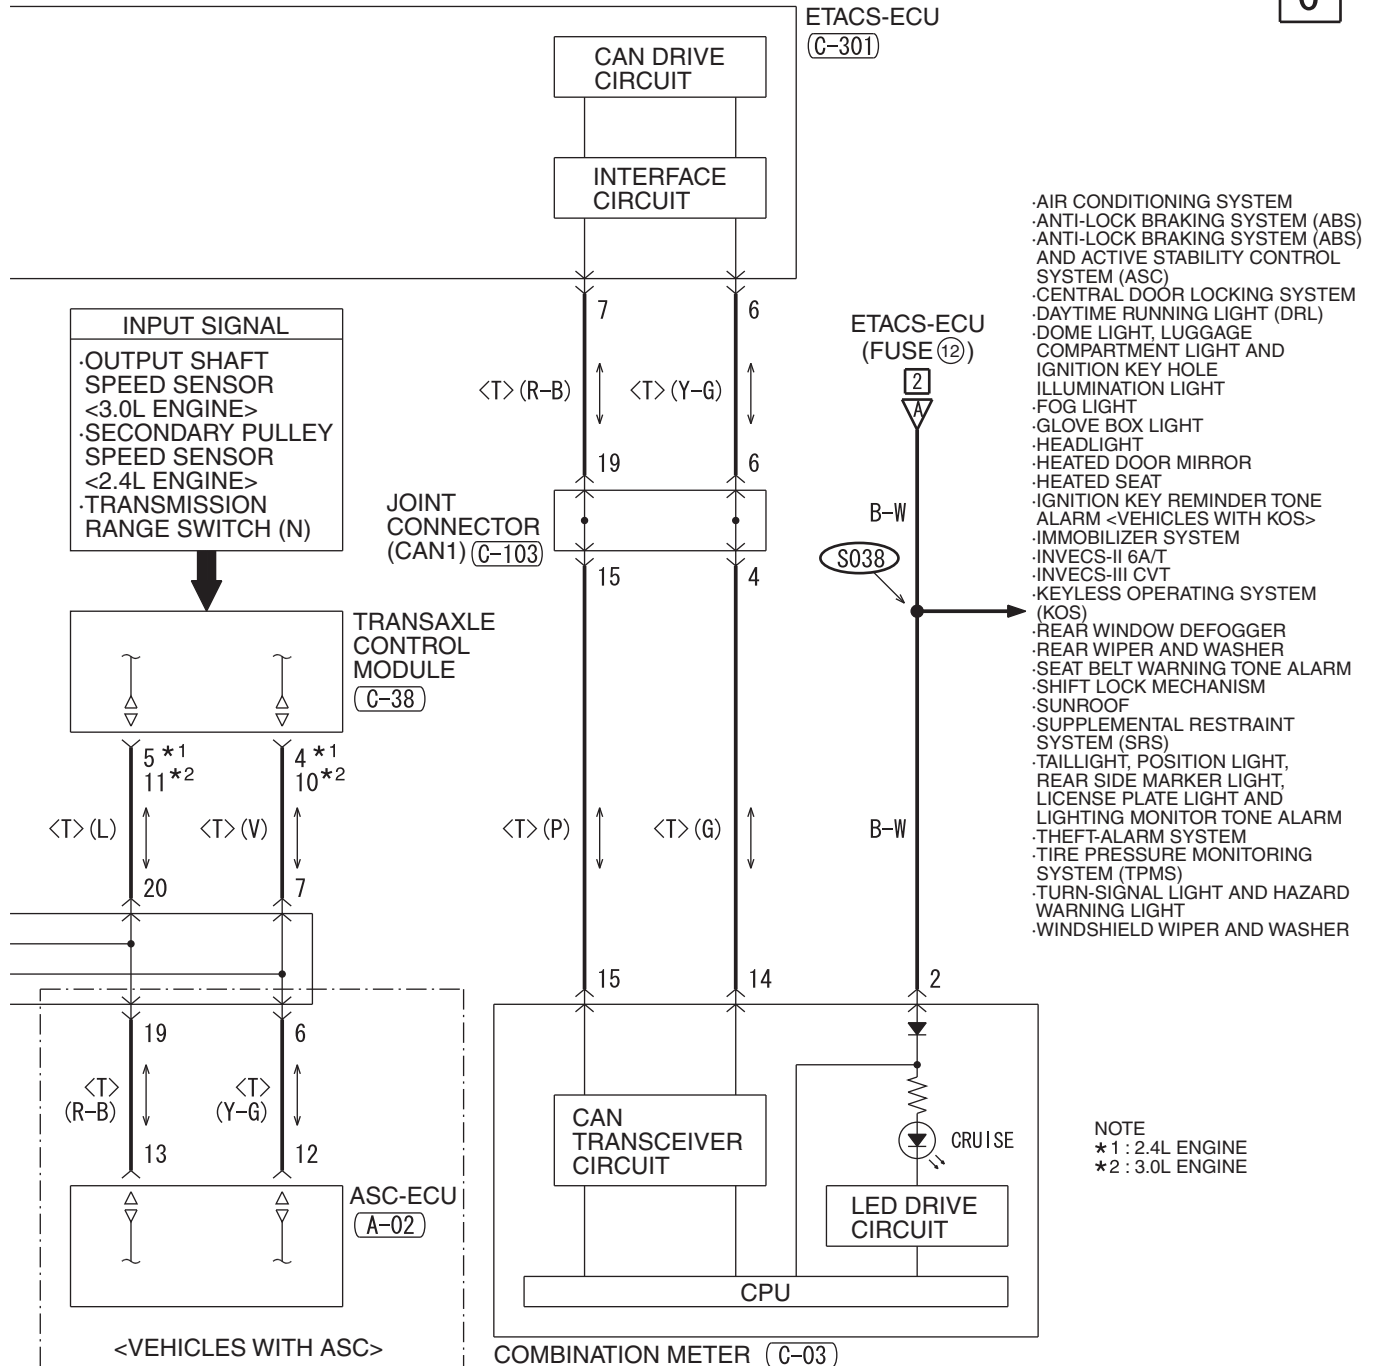 ETACS-ECU
C-301
CAN DRIVE
CIRCUIT
INTERFACE
CIRCUIT
7
6
<T>(R-B)
<T>(Y-G)
19
6
JOINT
CONNECTOR
(CAN1)
C-103
15
4
<T>(P)
<T>(G)
15
14
INPUT SIGNAL
·OUTPUT SHAFT
SPEED SENSOR
<3.0L ENGINE>
·SECONDARY PULLEY
SPEED SENSOR
<2.4L ENGINE>
·TRANSMISSION
RANGE SWITCH (N)
TRANSAXLE
CONTROL
MODULE
C-38
5 *1
11 *2
4 *1
10 *2
<T>(L)
<T>(V)
20
7
19
6
<T>
(R-B)
<T>
(Y-G)
13
12
ASC-ECU
A-02
<VEHICLES WITH ASC>
ETACS-ECU
(FUSE 12)
2
A
B-W
S038
B-W
2
·AIR CONDITIONING SYSTEM
·ANTI-LOCK BRAKING SYSTEM (ABS)
·ANTI-LOCK BRAKING SYSTEM (ABS)
AND ACTIVE STABILITY CONTROL
SYSTEM (ASC)
·CENTRAL DOOR LOCKING SYSTEM
·DAYTIME RUNNING LIGHT (DRL)
·DOME LIGHT, LUGGAGE
COMPARTMENT LIGHT AND
IGNITION KEY HOLE
ILLUMINATION LIGHT
·FOG LIGHT
·GLOVE BOX LIGHT
·HEADLIGHT
·HEATED DOOR MIRROR
·HEATED SEAT
·IGNITION KEY REMINDER TONE
ALARM <VEHICLES WITH KOS>
·IMMOBILIZER SYSTEM
·INVECS-II 6A/T
·INVECS-III CVT
·KEYLESS OPERATING SYSTEM
(KOS)
·REAR WINDOW DEFOGGER
·REAR WIPER AND WASHER
·SEAT BELT WARNING TONE ALARM
·SHIFT LOCK MECHANISM
·SUNROOF
·SUPPLEMENTAL RESTRAINT
SYSTEM (SRS)
·TAILLIGHT, POSITION LIGHT,
REAR SIDE MARKER LIGHT,
LICENSE PLATE LIGHT AND
LIGHTING MONITOR TONE ALARM
·THEFT-ALARM SYSTEM
·TIRE PRESSURE MONITORING
SYSTEM (TPMS)
·TURN-SIGNAL LIGHT AND HAZARD
WARNING LIGHT
·WINDSHIELD WIPER AND WASHER
CAN
TRANSCEIVER
CIRCUIT
CRUISE
LED DRIVE
CIRCUIT
CPU
COMBINATION METER
C-03
NOTE
*1 : 2.4L ENGINE
*2 : 3.0L ENGINE